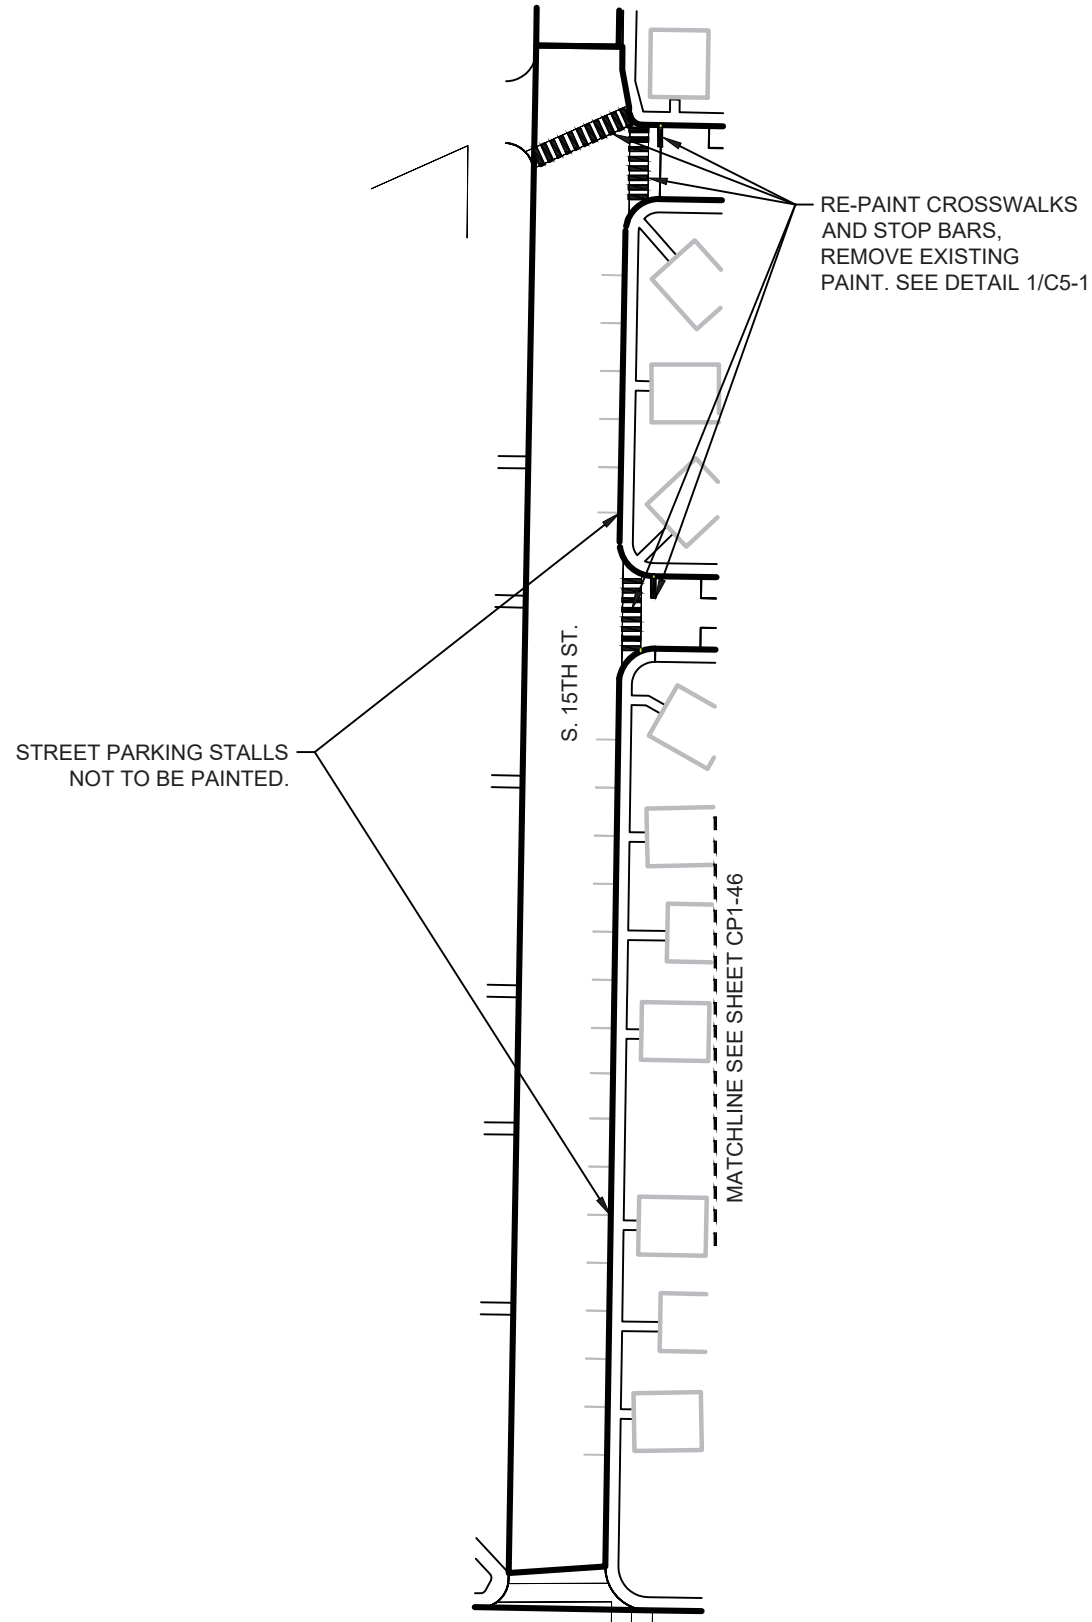 RE-PAINT CROSSWALKS
AND STOP BARS,
REMOVE EXISTING
PAINT. SEE DETAIL 1/C5-1
S. 15TH ST.
STREET PARKING STALLS
NOT TO BE PAINTED.
MATCHLINE SEE SHEET CP1-46